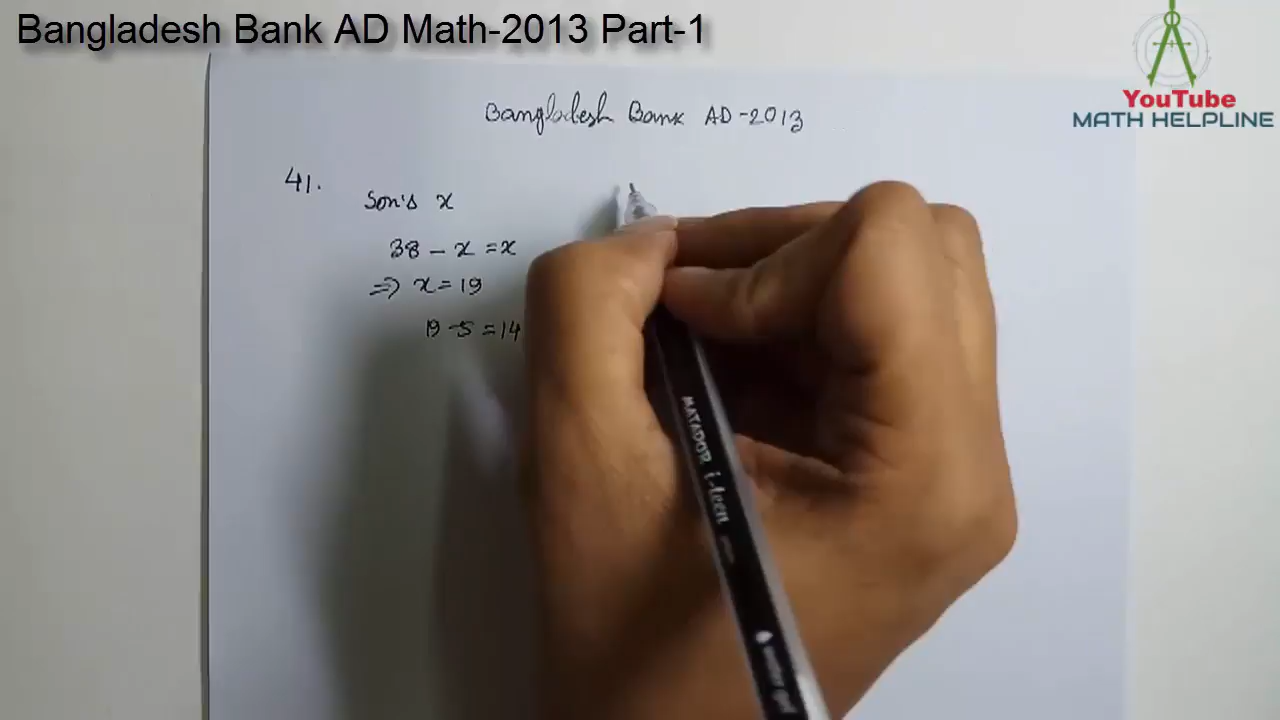 Bangladesh Bank AD Math-2013 Part-1
YouTube
MATH HELPLINE
Bangladesh Bank AD-2013
41.
Son's x
38 - x = x
=> x = 19
19 - 5 = 14
MATADOR i-teen